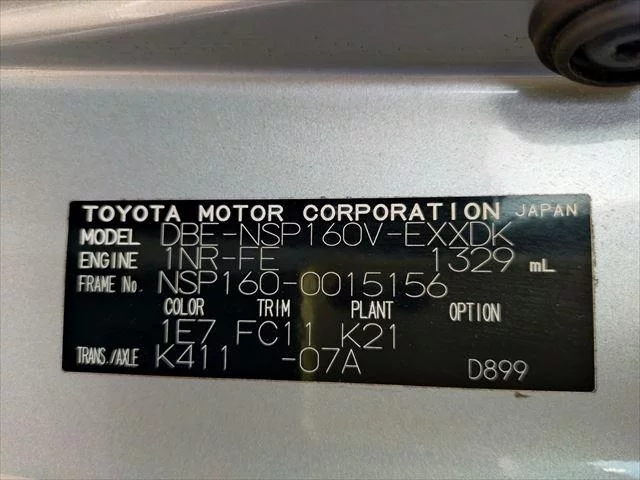 TOYOTA MOTOR CORPORATION JAPAN
MODEL DBE-NSP160V-EXXDK
ENGINE 1NR-FE 1329 mL
FRAME No. NSP160-0015156
COLOR TRIM PLANT OPTION
1E7 FC11 K21
TRANS./AXLE K411 -07A
D899